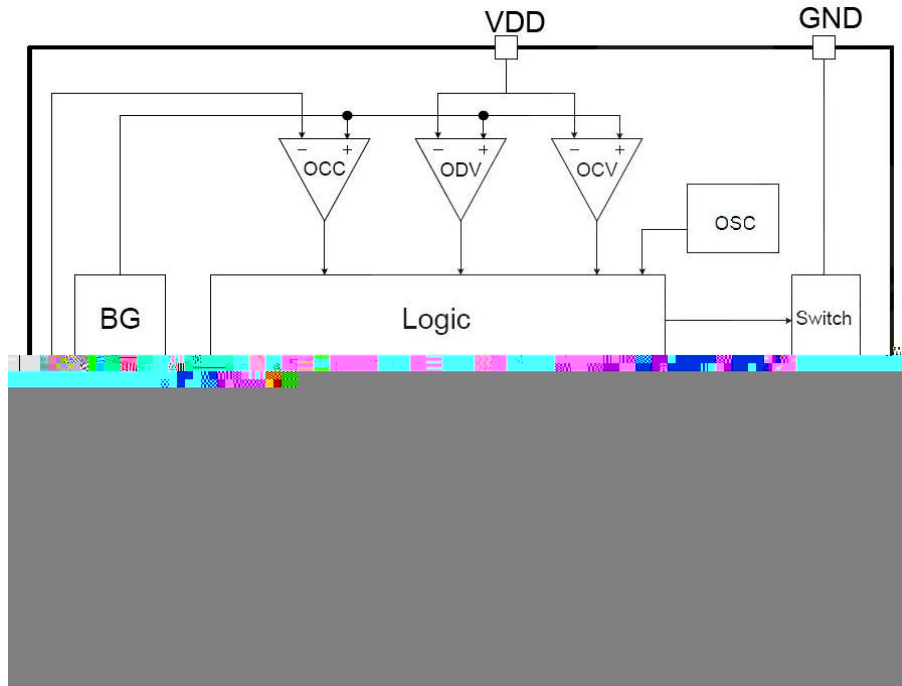 VDD
GND
− +
OCC
− +
ODV
− +
OCV
OSC
BG
Logic
Switch